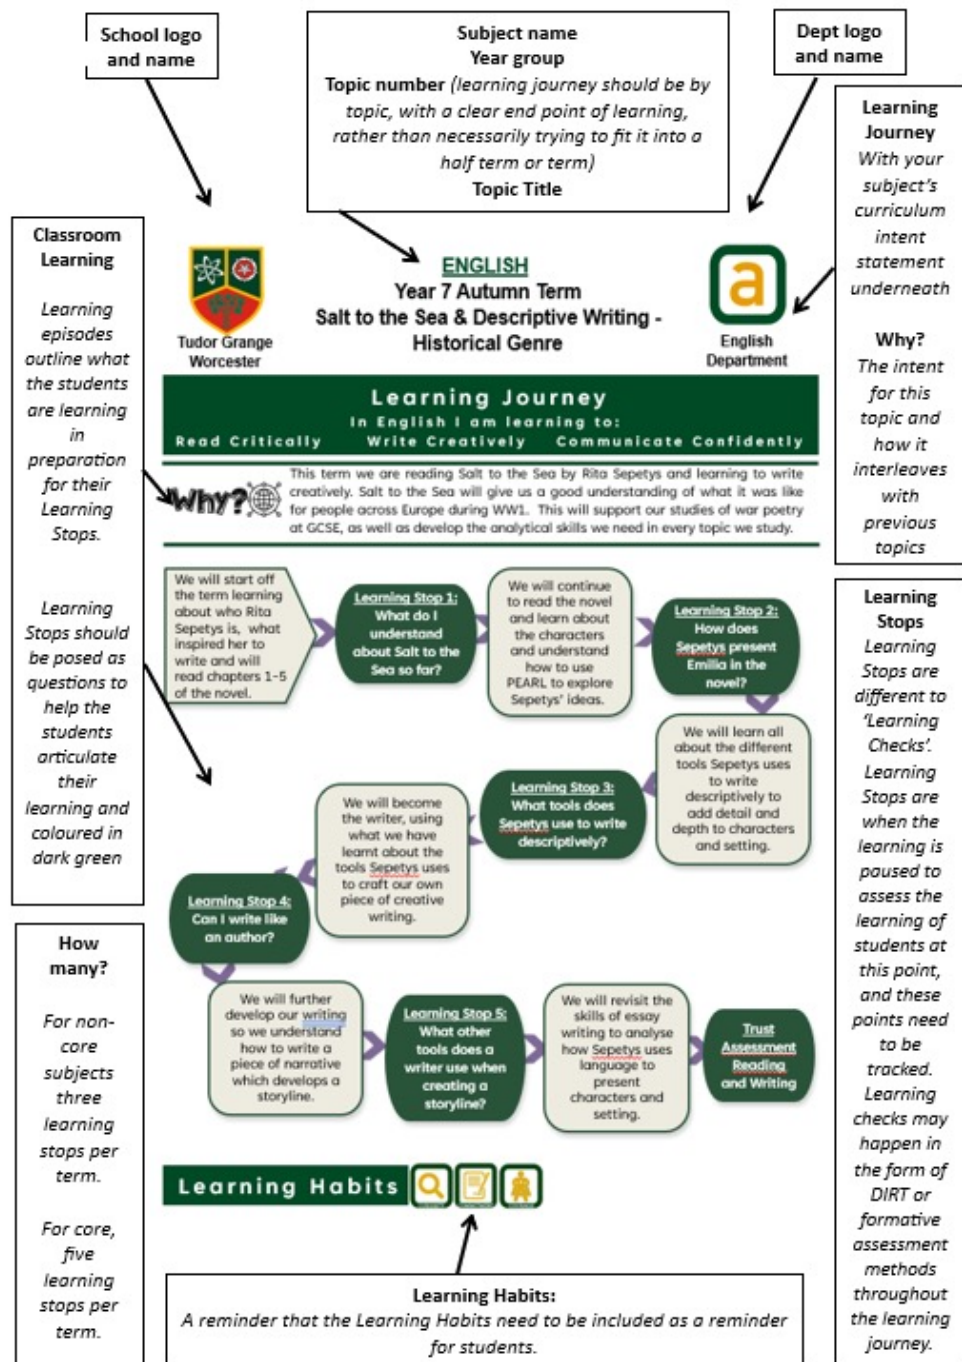 School logo
and name
Subject name
Year group
Topic number (learning journey should be by
topic, with a clear end point of learning,
rather than necessarily trying to fit it into a
half term or term)
Topic Title
Dept logo
and name
Learning
Journey
With your
subject's
curriculum
intent
statement
underneath
Why?
The intent
for this
topic and
how it
interleaves
with
previous
topics
Classroom
Learning
Learning
episodes
outline what
the students
are learning
in
preparation
for their
Learning
Stops.
Learning
Stops should
be posed as
questions to
help the
students
articulate
their
learning and
coloured in
dark green
Tudor Grange
Worcester
ENGLISH
Year 7 Autumn Term
Salt to the Sea & Descriptive Writing -
Historical Genre
a
English
Department
Learning Journey
In English I am learning to:
Read Critically Write Creatively Communicate Confidently
Why?
This term we are reading Salt to the Sea by Rita Sepetys and learning to write
creatively. Salt to the Sea will give us a good understanding of what it was like
for people across Europe during WW1. This will support our studies of war poetry
at GCSE, as well as develop the analytical skills we need in every topic we study.
We will start off
the term learning
about who Rita
Sepetys is, what
inspired her to
write and will
read chapters 1-5
of the novel.
Learning Stop 1:
What do I
understand
about Salt to the
Sea so far?
We will continue
to read the novel
and learn about
the characters
and understand
how to use
PEARL to explore
Sepetys' ideas.
Learning Stop 2:
How does
Sepetys present
Emilia in the
novel?
We will learn all
about the different
tools Sepetys uses
to write
descriptively to
add detail and
depth to characters
and setting.
Learning Stop 3:
What tools does
Sepetys use to write
descriptively?
We will become
the writer, using
what we have
learnt about the
tools Sepetys uses
to craft our own
piece of creative
writing.
Learning Stop 4:
Can I write like
an author?
We will further
develop our writing
so we understand
how to write a
piece of narrative
which develops a
storyline.
Learning Stop 5:
What other
tools does a
writer use when
creating a
storyline?
We will revisit the
skills of essay
writing to analyse
how Sepetys uses
language to
present
characters and
setting.
Trust
Assessment
Reading
and Writing
Learning
Stops
Learning
Stops are
different to
'Learning
Checks'.
Learning
Stops are
when the
learning is
paused to
assess the
learning of
students at
this point,
and these
points need
to be
tracked.
Learning
checks may
happen in
the form of
DIRT or
formative
assessment
methods
throughout
the learning
journey.
How
many?
For non-
core
subjects
three
learning
stops per
term.
For core,
five
learning
stops per
term.
Learning Habits
Learning Habits:
A reminder that the Learning Habits need to be included as a reminder
for students.